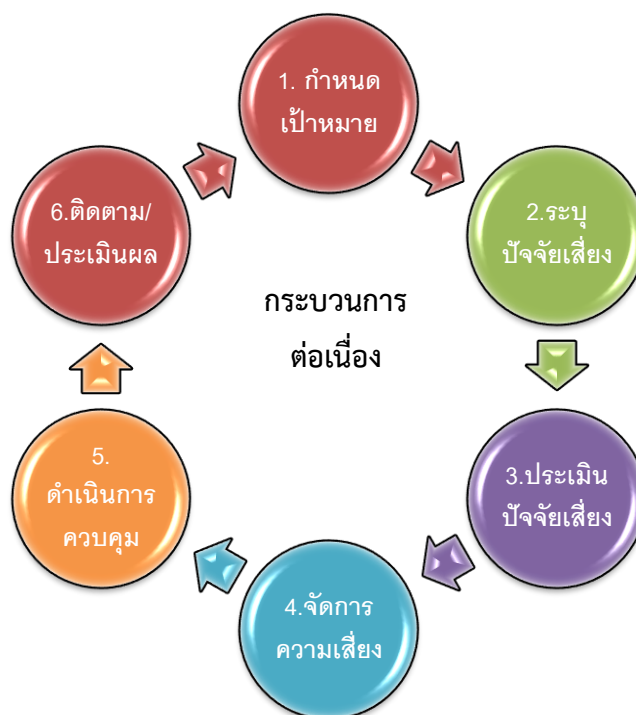 1. กำหนด
เป้าหมาย
2.ระบุ
ปัจจัยเสี่ยง
3.ประเมิน
ปัจจัยเสี่ยง
4.จัดการ
ความเสี่ยง
5.
ดำเนินการ
ควบคุม
6.ติดตาม/
ประเมินผล
กระบวนการ
ต่อเนื่อง